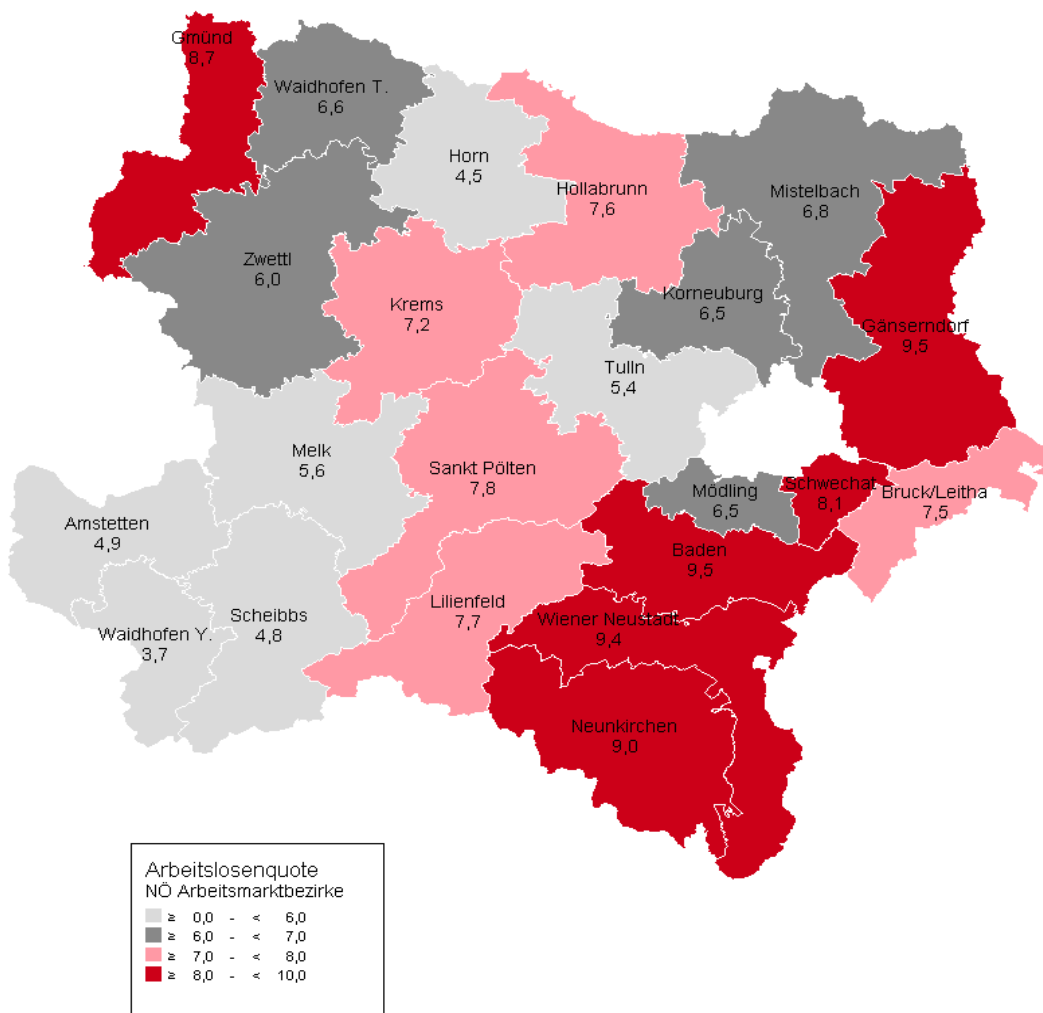 Gmünd
8,7
Waidhofen T.
6,6
Horn
4,5
Hollabrunn
7,6
Mistelbach
6,8
Zwettl
6,0
Krems
7,2
Korneuburg
6,5
Gänserndorf
9,5
Tulln
5,4
Melk
5,6
Sankt Pölten
7,8
Mödling
6,5
Schwechat
8,1
Bruck/Leitha
7,5
Amstetten
4,9
Baden
9,5
Scheibbs
4,8
Lilienfeld
7,7
Wiener Neustadt
9,4
Waidhofen Y.
3,7
Neunkirchen
9,0
Arbeitslosenquote
NÖ Arbeitsmarktbezirke
≥ 0,0 - < 6,0
≥ 6,0 - < 7,0
≥ 7,0 - < 8,0
≥ 8,0 - < 10,0